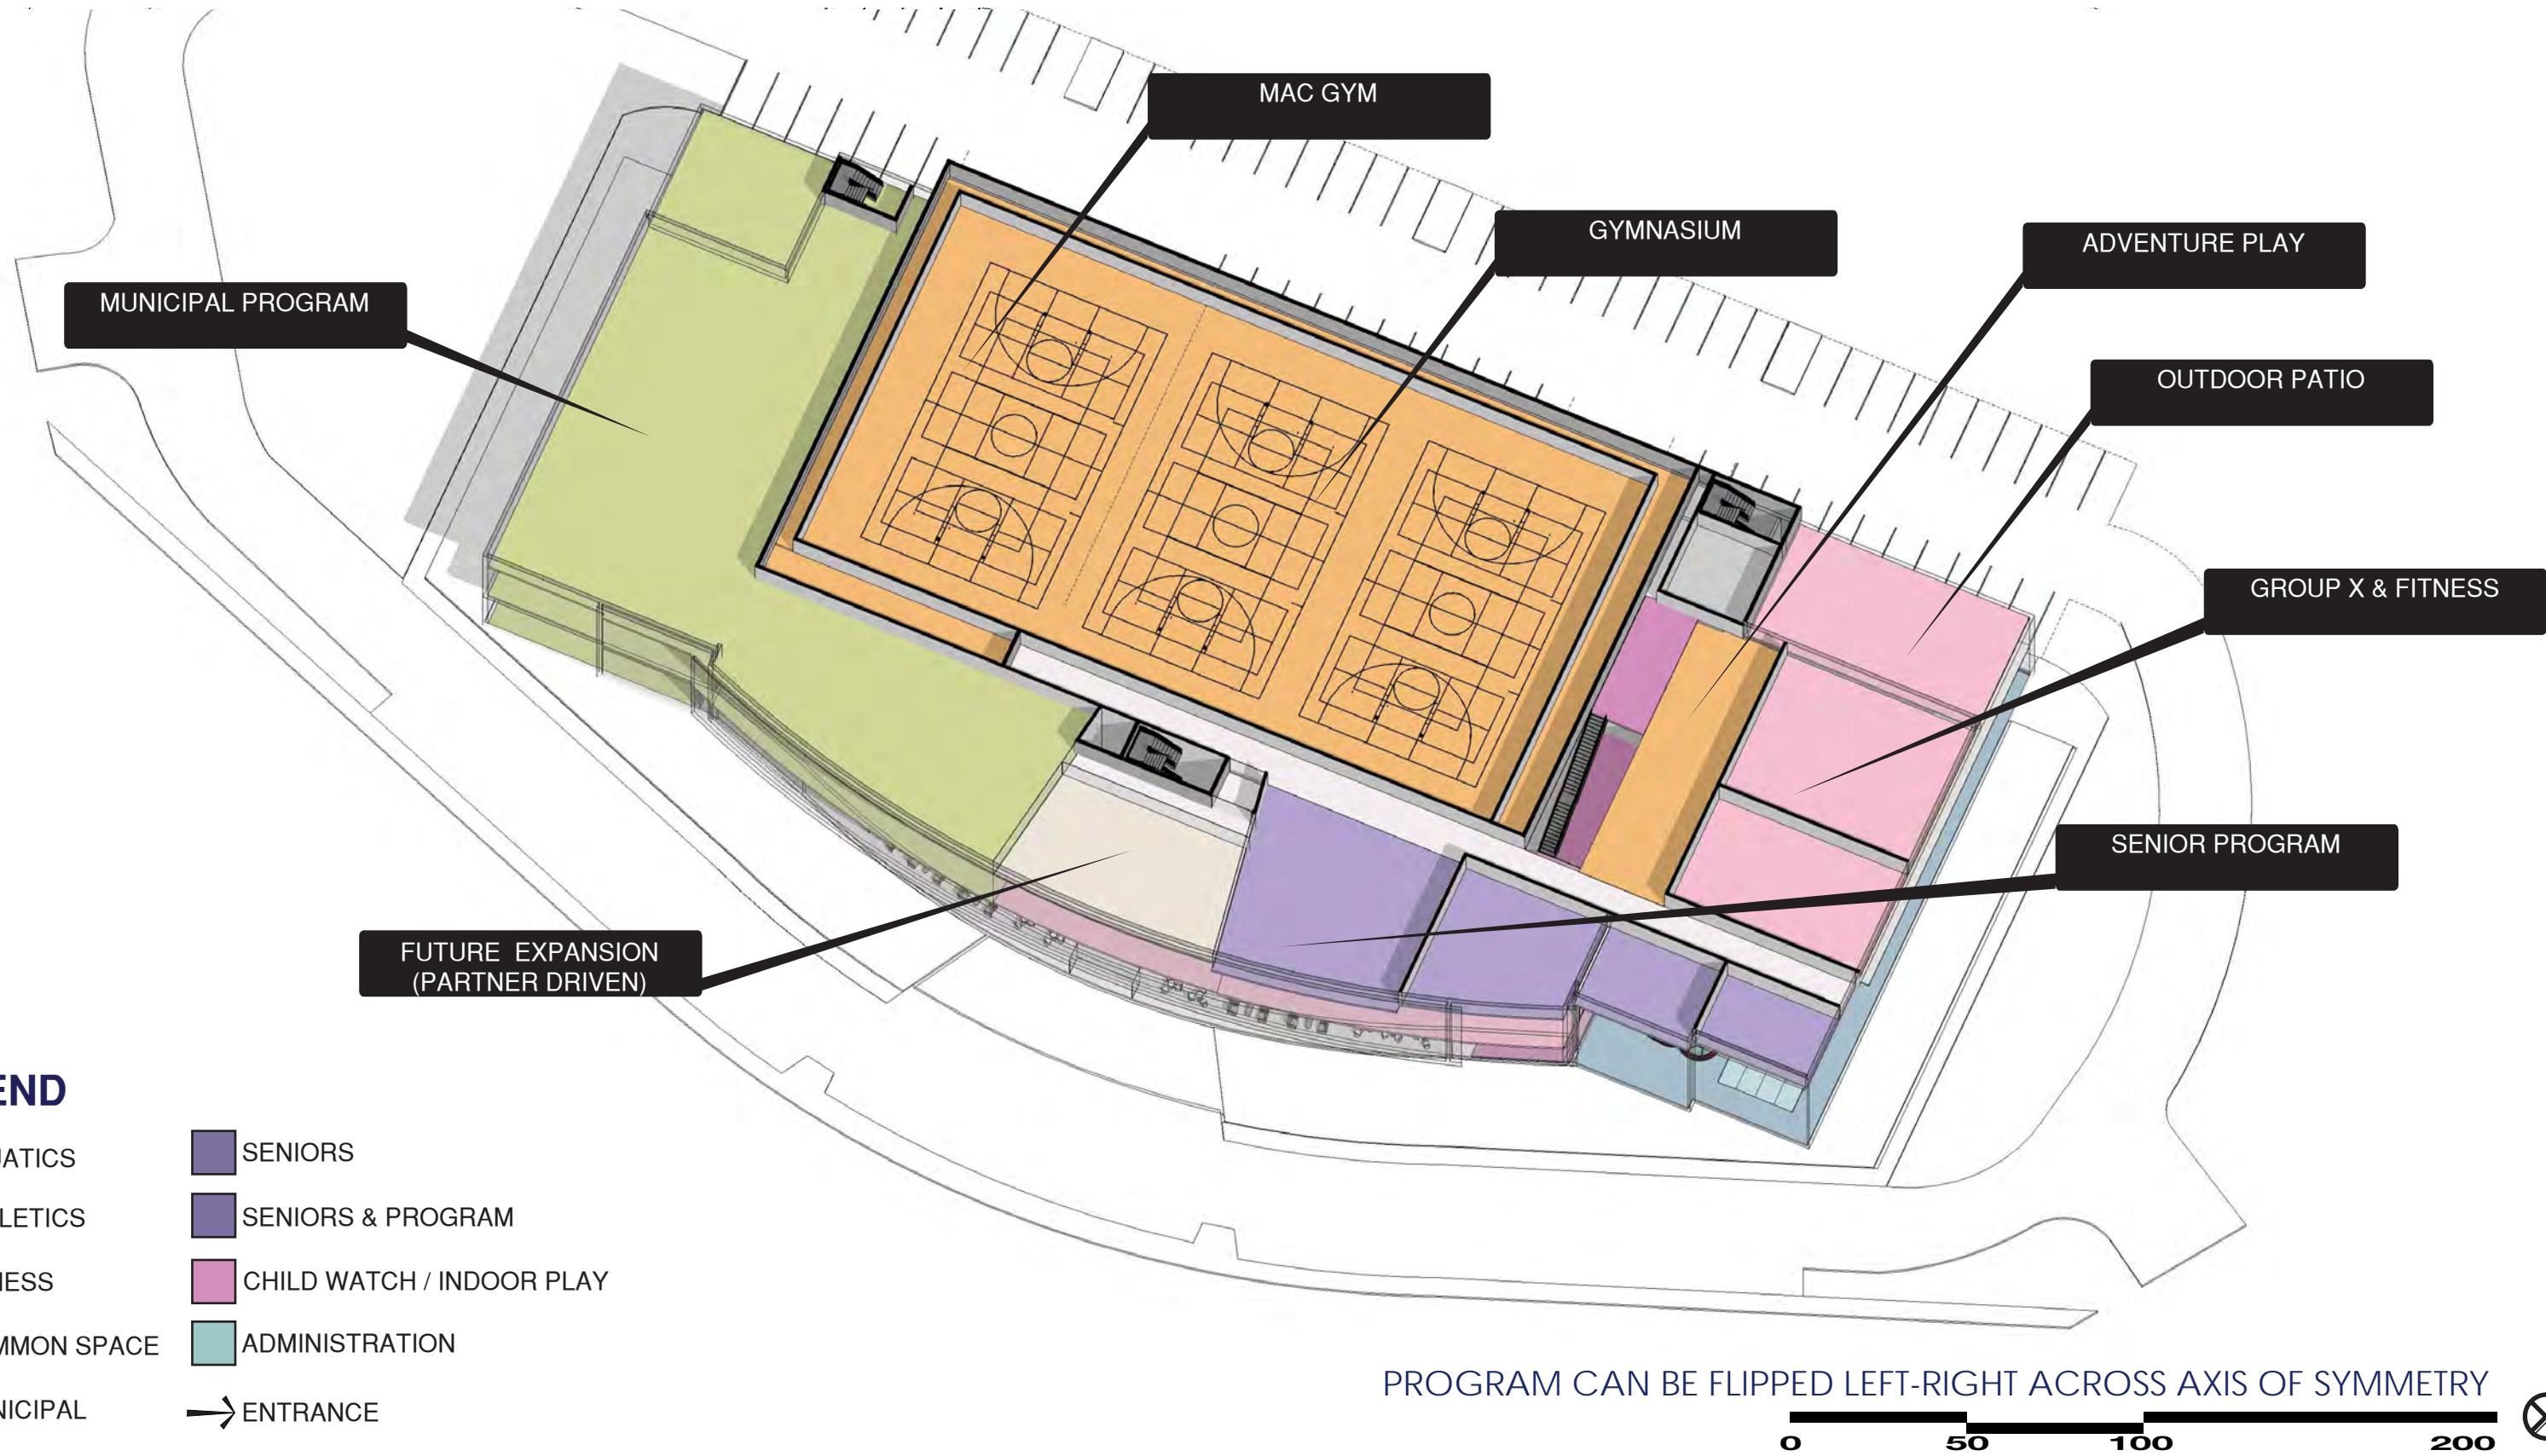 MAC GYM
GYMNASIUM
ADVENTURE PLAY
MUNICIPAL PROGRAM
OUTDOOR PATIO
GROUP X & FITNESS
SENIOR PROGRAM
FUTURE EXPANSION
(PARTNER DRIVEN)
END
UATICS
SENIORS
LETICS
SENIORS & PROGRAM
NESS
CHILD WATCH / INDOOR PLAY
MMON SPACE
ADMINISTRATION
NICIPAL
ENTRANCE
PROGRAM CAN BE FLIPPED LEFT-RIGHT ACROSS AXIS OF SYMMETRY
0 50 100 200